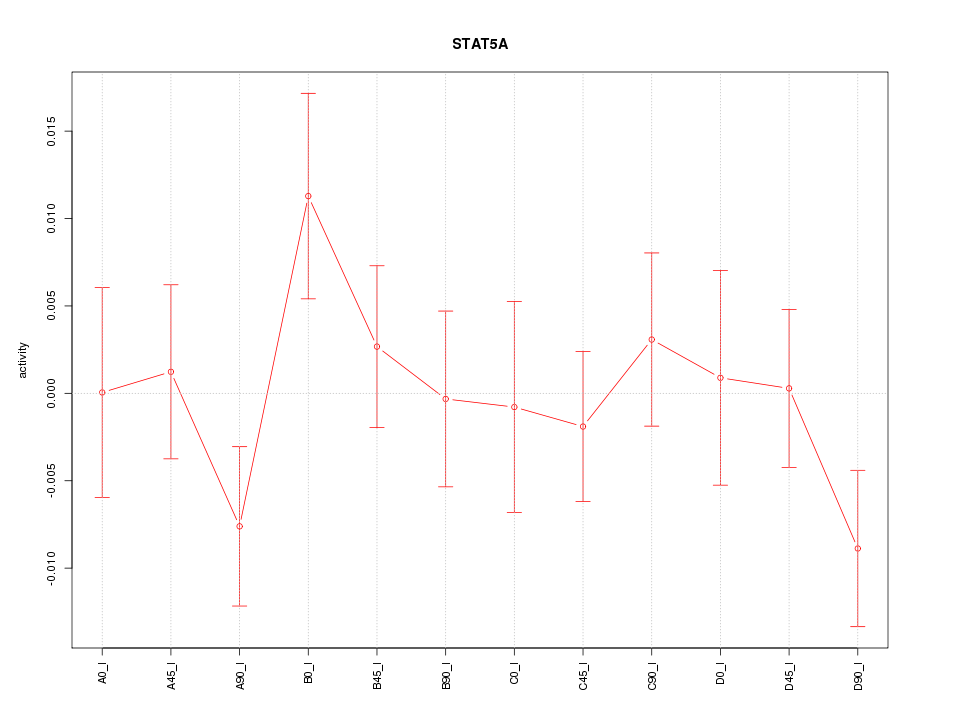 STAT5A
activity
0.015
0.010
0.005
0.000
-0.005
-0.010
A0_I
A45_I
A90_I
B0_I
B45_I
B90_I
C0_I
C45_I
C90_I
D0_I
D45_I
D90_I